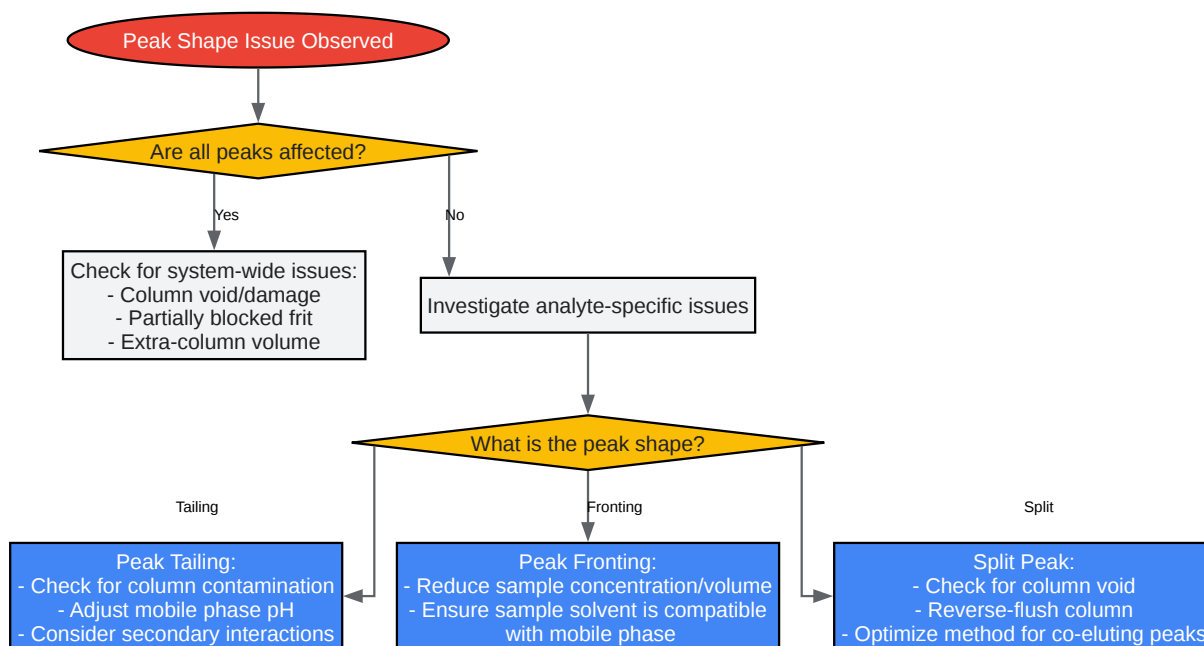 Peak Shape Issue Observed
Are all peaks affected?
Yes
No
Check for system-wide issues:
- Column void/damage
- Partially blocked frit
- Extra-column volume
Investigate analyte-specific issues
What is the peak shape?
Tailing
Fronting
Split
Peak Tailing:
- Check for column contamination
- Adjust mobile phase pH
- Consider secondary interactions
Peak Fronting:
- Reduce sample concentration/volume
- Ensure sample solvent is compatible
with mobile phase
Split Peak:
- Check for column void
- Reverse-flush column
- Optimize method for co-eluting peaks